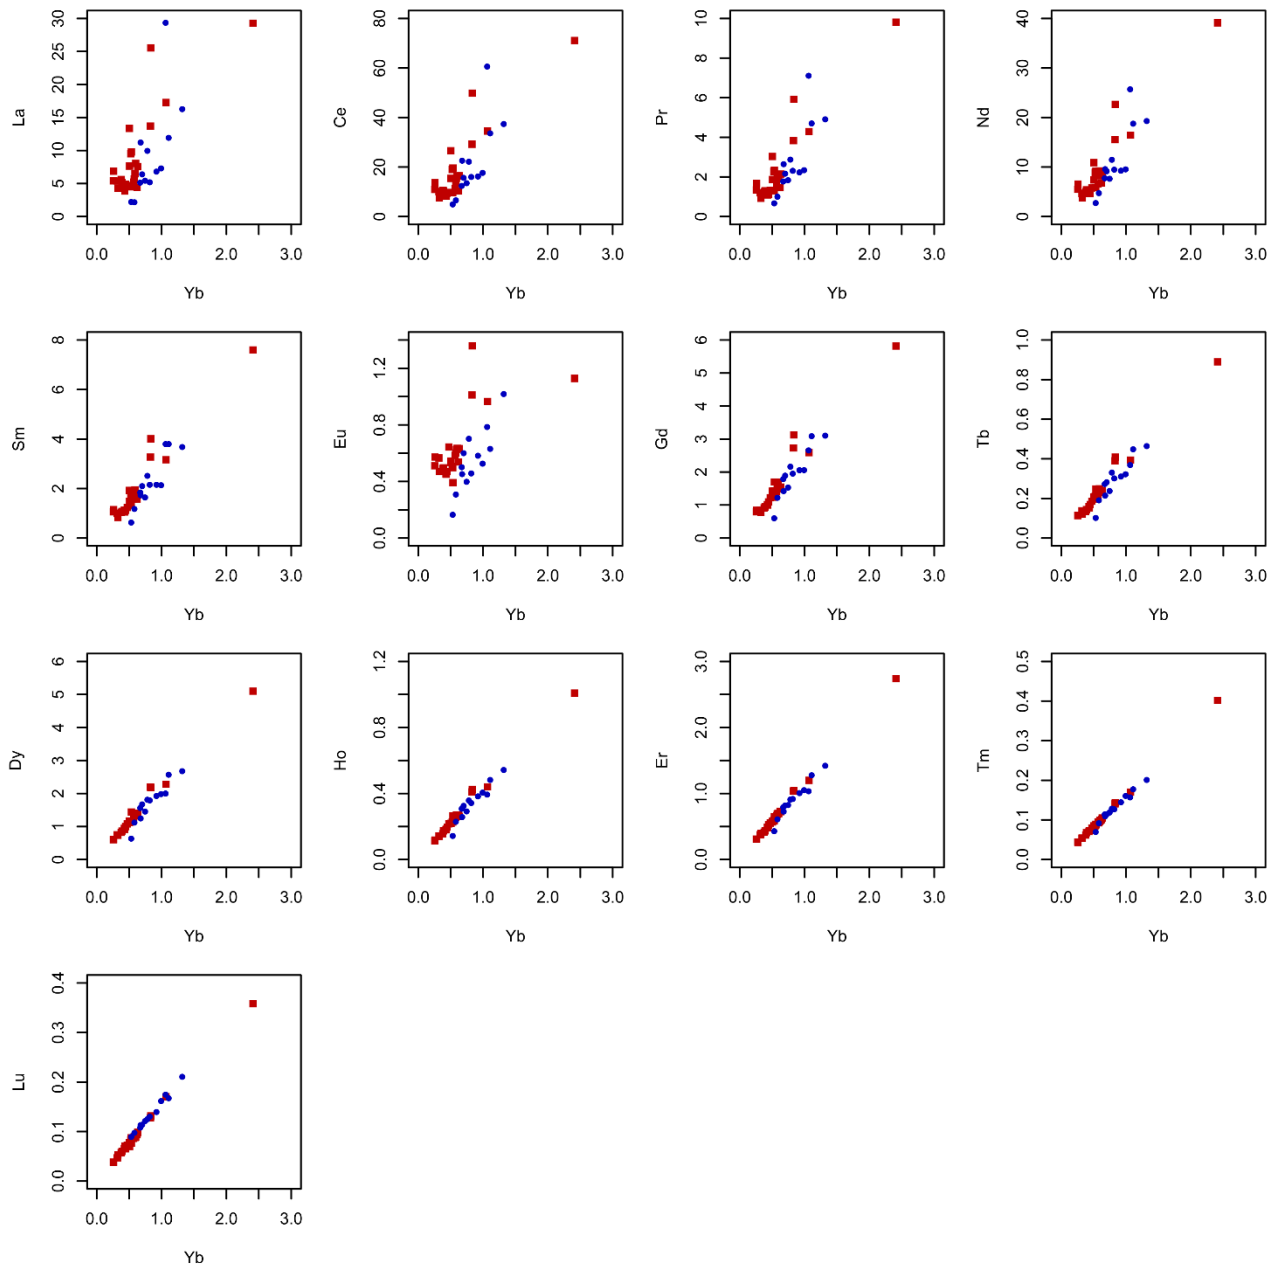 La
0 5 10 15 20 25 30
0.0 1.0 2.0 3.0
Yb
Ce
0 20 40 60 80
0.0 1.0 2.0 3.0
Yb
Pr
0 2 4 6 8 10
0.0 1.0 2.0 3.0
Yb
Nd
0 10 20 30 40
0.0 1.0 2.0 3.0
Yb
Sm
0 2 4 6 8
0.0 1.0 2.0 3.0
Yb
Eu
0.0 0.4 0.8 1.2
0.0 1.0 2.0 3.0
Yb
Gd
0 1 2 3 4 5 6
0.0 1.0 2.0 3.0
Yb
Tb
0.0 0.2 0.4 0.6 0.8 1.0
0.0 1.0 2.0 3.0
Yb
Dy
0 1 2 3 4 5 6
0.0 1.0 2.0 3.0
Yb
Ho
0.0 0.4 0.8 1.2
0.0 1.0 2.0 3.0
Yb
Er
0.0 1.0 2.0 3.0
0.0 1.0 2.0 3.0
Yb
Tm
0.0 0.1 0.2 0.3 0.4 0.5
0.0 1.0 2.0 3.0
Yb
Lu
0.0 0.1 0.2 0.3 0.4
0.0 1.0 2.0 3.0
Yb